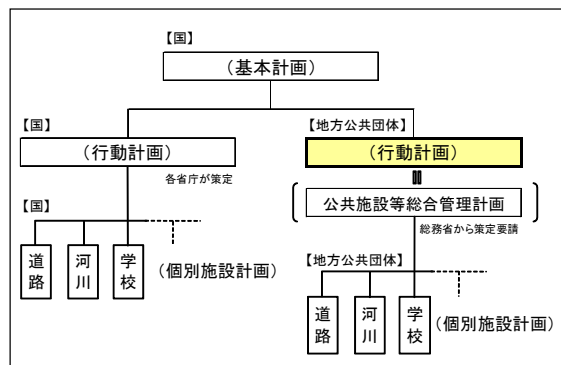 【国】
（基本計画）
【国】
（行動計画）
各省庁が策定
【地方公共団体】
（行動計画）
公共施設等総合管理計画
総務省から策定要請
【国】
道路
河川
学校
（個別施設計画）
【地方公共団体】
道路
河川
学校
（個別施設計画）